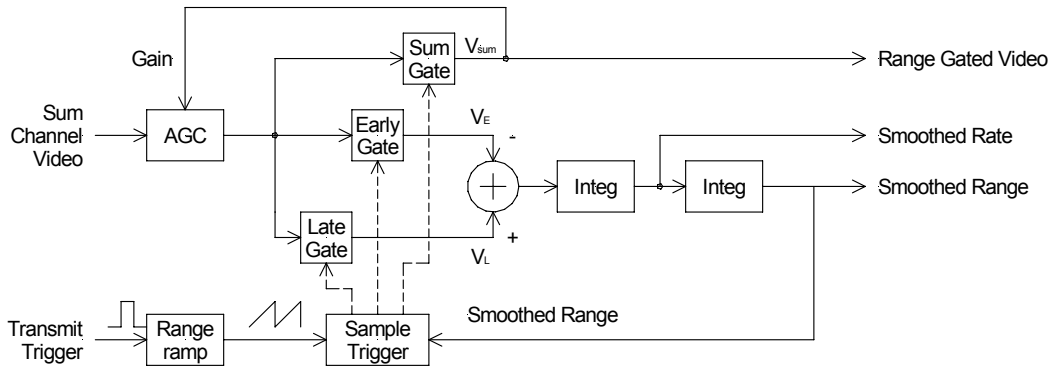 Gain
Sum
Gate
Vsum
Range Gated Video
Sum
Channel
Video
AGC
Early
Gate
VE
-
Smoothed Rate
Integ
Integ
Smoothed Range
Late
Gate
VL
+
Transmit
Trigger
Range
ramp
Sample
Trigger
Smoothed Range